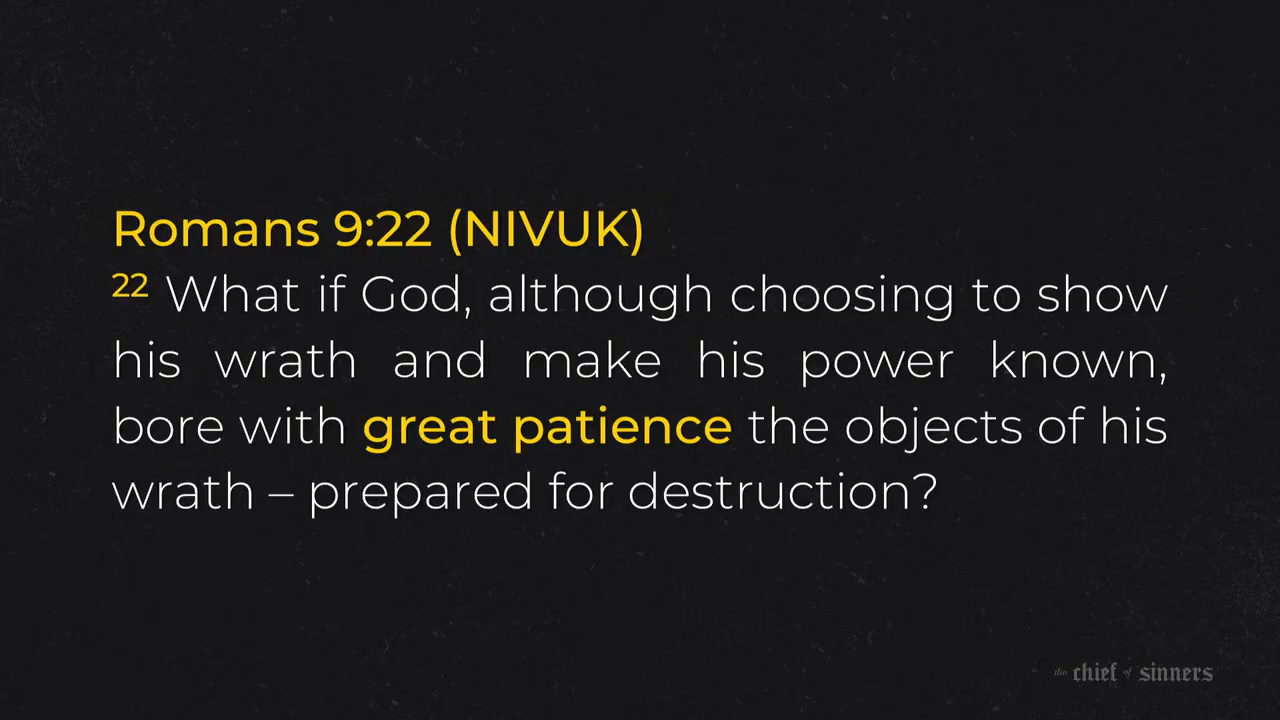 Romans 9:22 (NIVUK)
22 What if God, although choosing to show
his wrath and make his power known,
bore with great patience the objects of his
wrath – prepared for destruction?
the chief of sinners